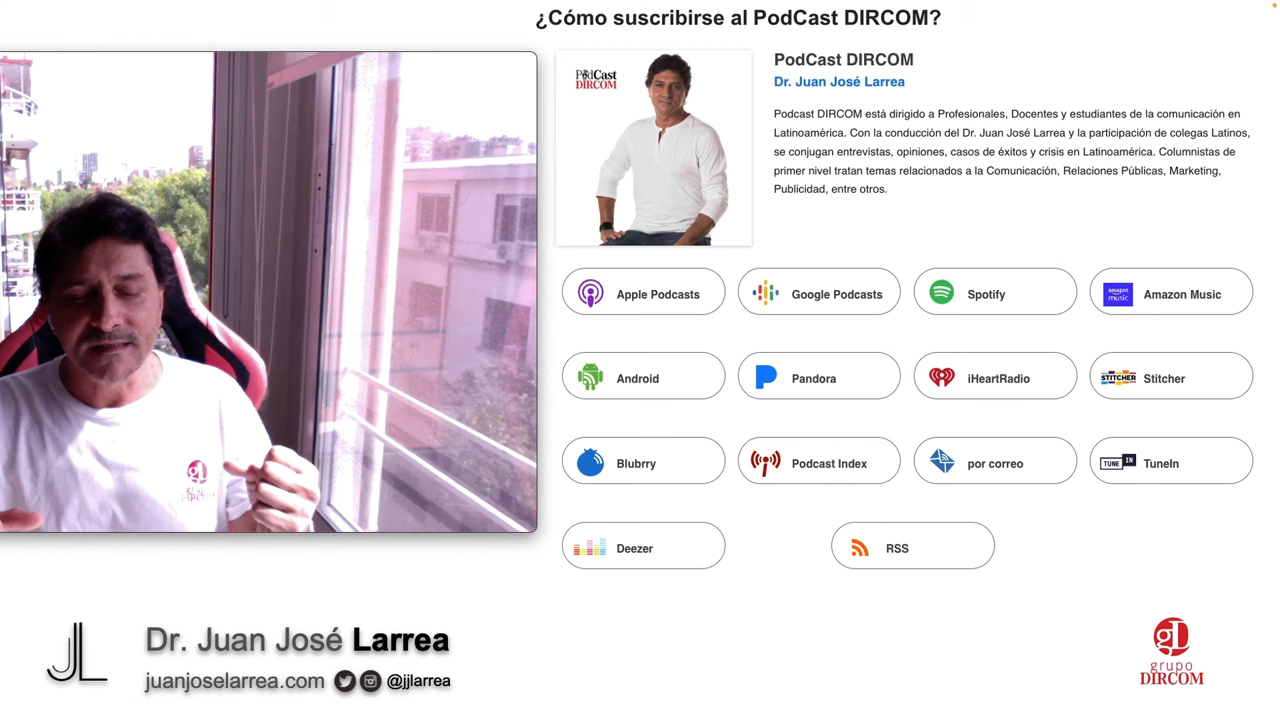 ¿Cómo suscribirse al PodCast DIRCOM?
PodCast
DIRCOM
PodCast DIRCOM
Dr. Juan José Larrea
Podcast DIRCOM está dirigido a Profesionales, Docentes y estudiantes de la comunicación en
Latinoamérica. Con la conducción del Dr. Juan José Larrea y la participación de colegas Latinos,
se conjugan entrevistas, opiniones, casos de éxitos y crisis en Latinoamérica. Columnistas de
primer nivel tratan temas relacionados a la Comunicación, Relaciones Públicas, Marketing,
Publicidad, entre otros.
Apple Podcasts
Google Podcasts
Spotify
amazon
music
Amazon Music
Android
Pandora
iHeartRadio
STITCHER
Stitcher
Blubrry
Podcast Index
por correo
TUNE IN
TuneIn
Deezer
RSS
gL
DIRCOM
JL
Dr. Juan José Larrea
juanjoselarrea.com @jjlarrea
gL
grupo
DIRCOM